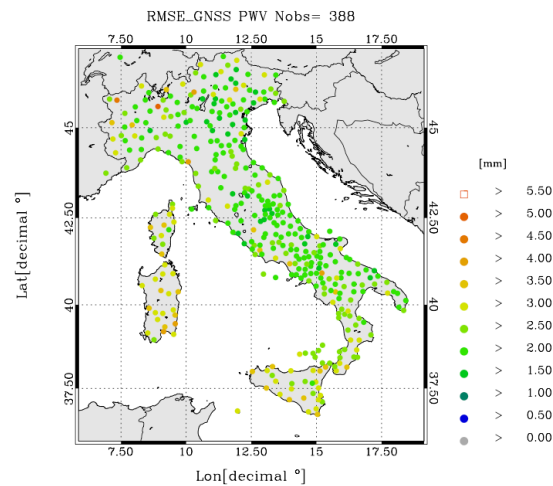 RMSE_GNSS PWV Nobs= 388
7.50 10 12.50 15 17.50
45 45
42.50 42.50
40 40
37.50 37.50
7.50 10 12.50 15 17.50
Lon[decimal °]
Lat[decimal °]
[mm]
> 5.50
> 5.00
> 4.50
> 4.00
> 3.50
> 3.00
> 2.50
> 2.00
> 1.50
> 1.00
> 0.50
> 0.00